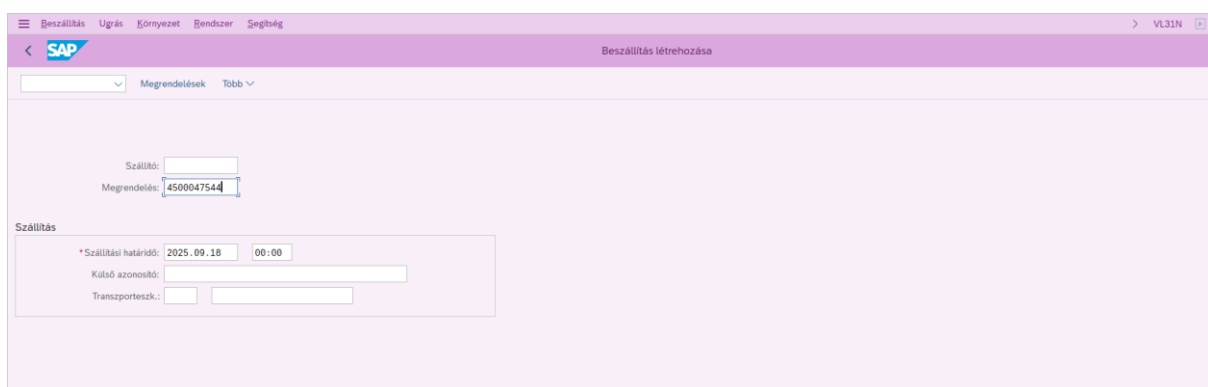 Beszállítás Ugrás Környezet Rendszer Segítség VL31N
SAP Beszállítás létrehozása
Megrendelések Több
Szállító:
Megrendelés: 4500047544
Szállítás
*Szállítási határidő: 2025.09.18 00:00
Külső azonosító:
Transzporteszk.: